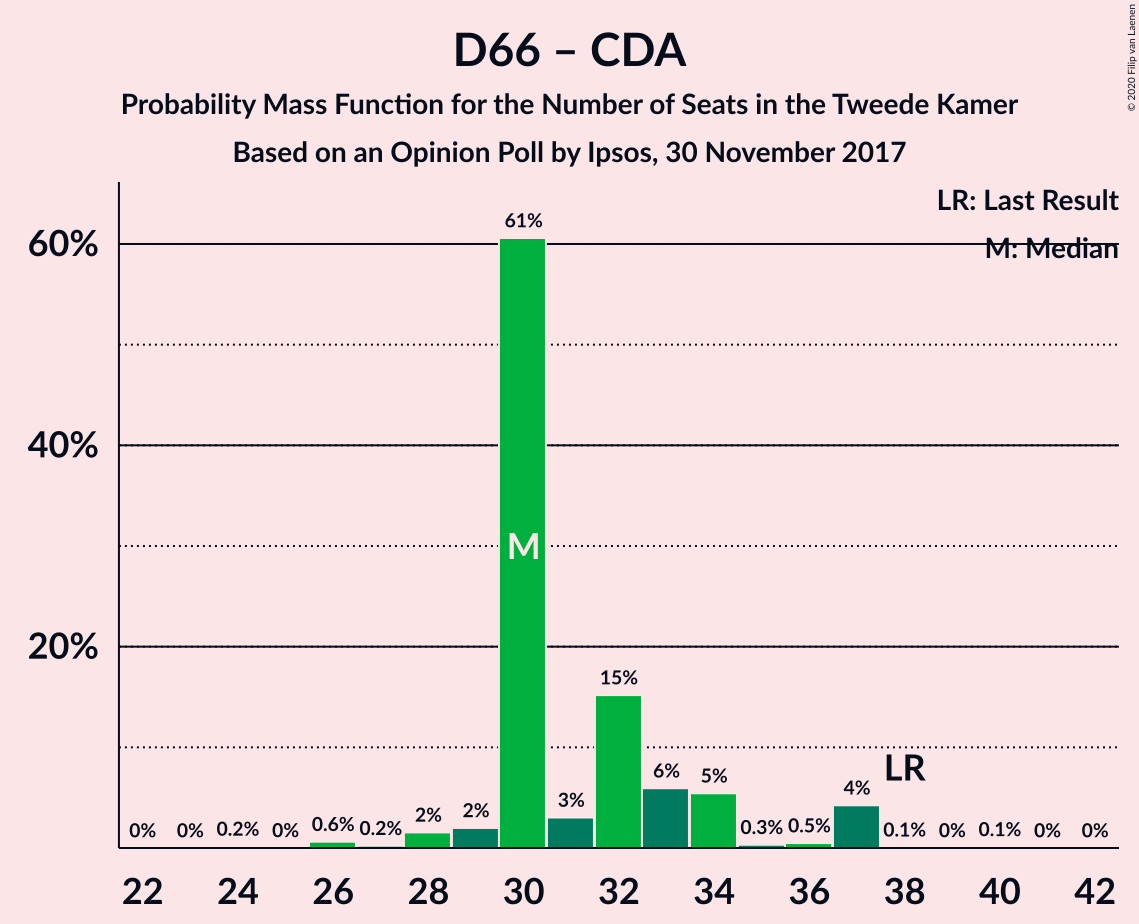 D66 – CDA
Probability Mass Function for the Number of Seats in the Tweede Kamer
Based on an Opinion Poll by Ipsos, 30 November 2017
© 2020 Filip van Laenen
LR: Last Result
M: Median
60%
40%
20%
0% 0% 0.2% 0% 0.6% 0.2% 2% 2% 61% 3% 15% 6% 5% 0.3% 0.5% 4% 0.1% 0% 0.1% 0% 0%
M
LR
22 24 26 28 30 32 34 36 38 40 42